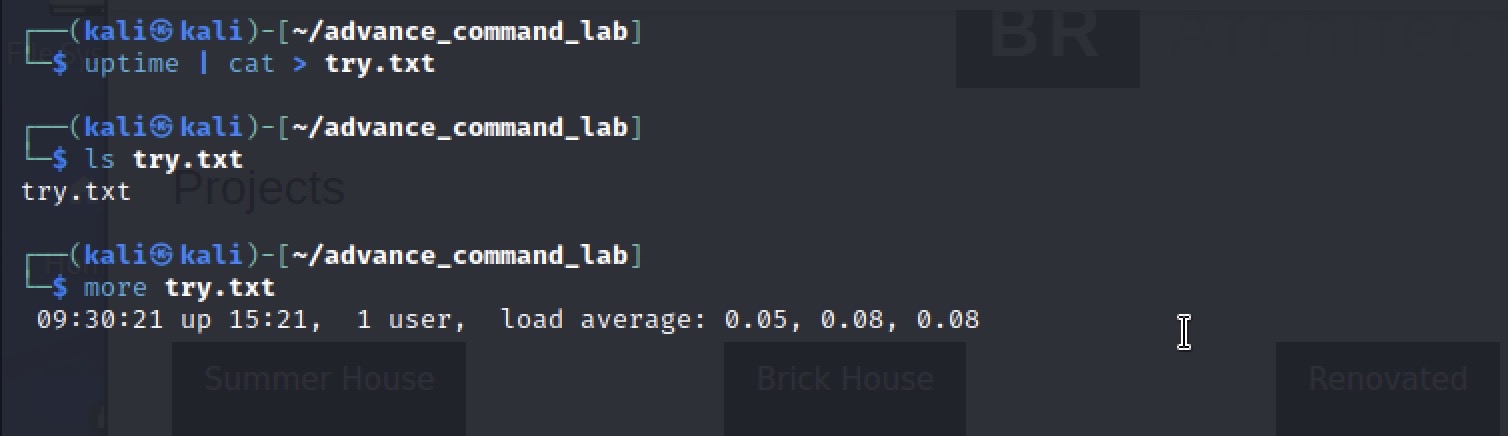 ┌──(kali㉿kali)-[~/advance_command_lab]
└─$ uptime | cat > try.txt
┌──(kali㉿kali)-[~/advance_command_lab]
└─$ ls try.txt
try.txt
Projects
┌──(kali㉿kali)-[~/advance_command_lab]
└─$ more try.txt
 09:30:21 up 15:21,  1 user,  load average: 0.05, 0.08, 0.08
Summer House
Brick House
Renovated
BR